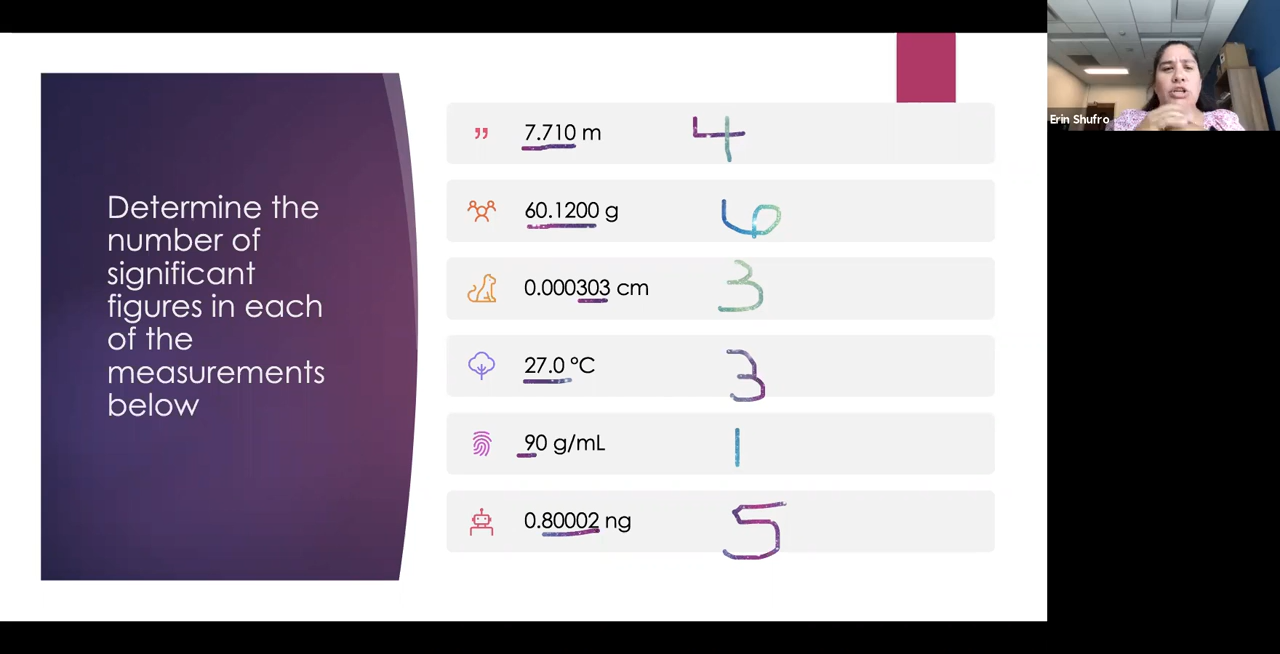 Determine the
number of
significant
figures in each
of the
measurements
below
7.710 m 4
60.1200 g 6
0.000303 cm 3
27.0 °C 3
90 g/mL 1
0.80002 ng 5
Erin Shufro